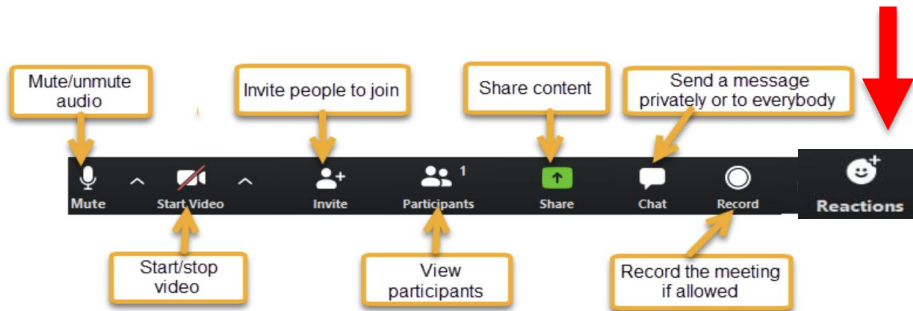 Mute/unmute
audio
Invite people to join
Share content
Send a message
privately or to everybody
1
Mute
Start Video
Invite
Participants
Share
Chat
Record
Reactions
Start/stop
video
View
participants
Record the meeting
if allowed